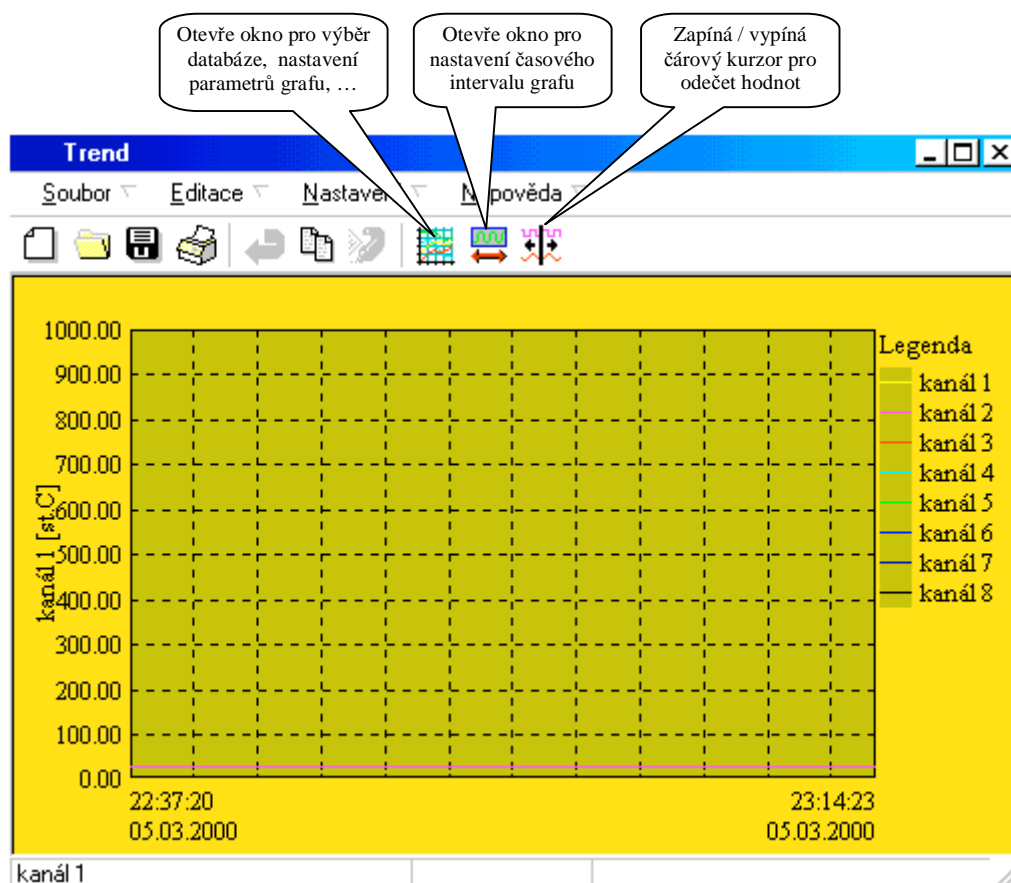 Otevře okno pro výběr
databáze, nastavení
parametrů grafu, …
Otevře okno pro
nastavení časového
intervalu grafu
Zapíná / vypíná
čárový kurzor pro
odečet hodnot
Trend
Soubor Editace Nastavení Nápověda
1000.00
900.00
800.00
700.00
600.00
500.00
400.00
300.00
200.00
100.00
0.00
kanál 1 [st.C]
22:37:20
05.03.2000
23:14:23
05.03.2000
Legenda
kanál 1
kanál 2
kanál 3
kanál 4
kanál 5
kanál 6
kanál 7
kanál 8
kanál 1